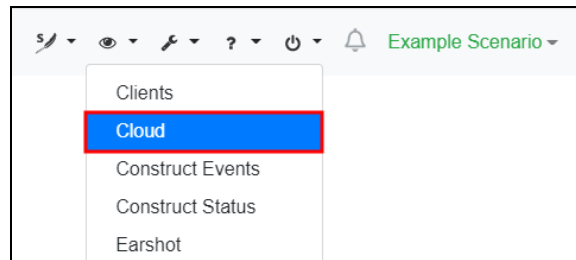 s ? Example Scenario
Clients
Cloud
Construct Events
Construct Status
Earshot